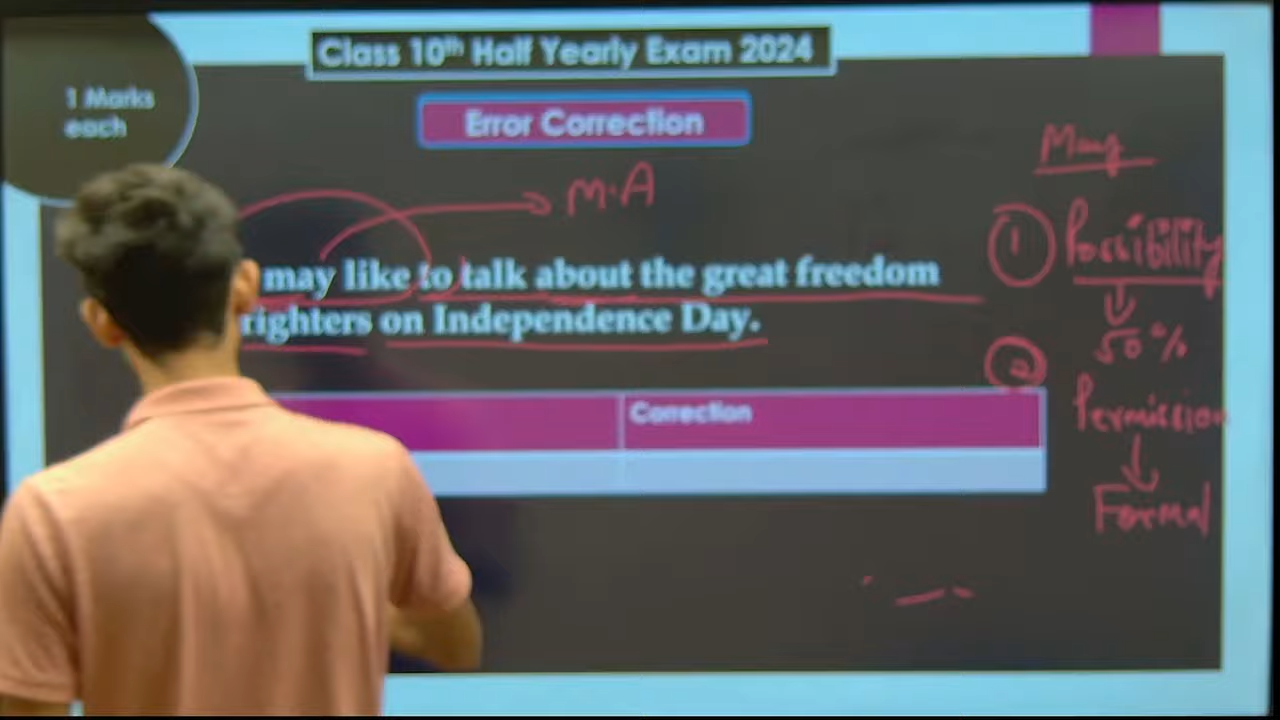 Class 10th Half Yearly Exam 2024
1 Marks
each
Error Correction
May
M.A
① Possibility
may like to talk about the great freedom
righters on Independence Day.
50%
②
Permission
Correction
Formal